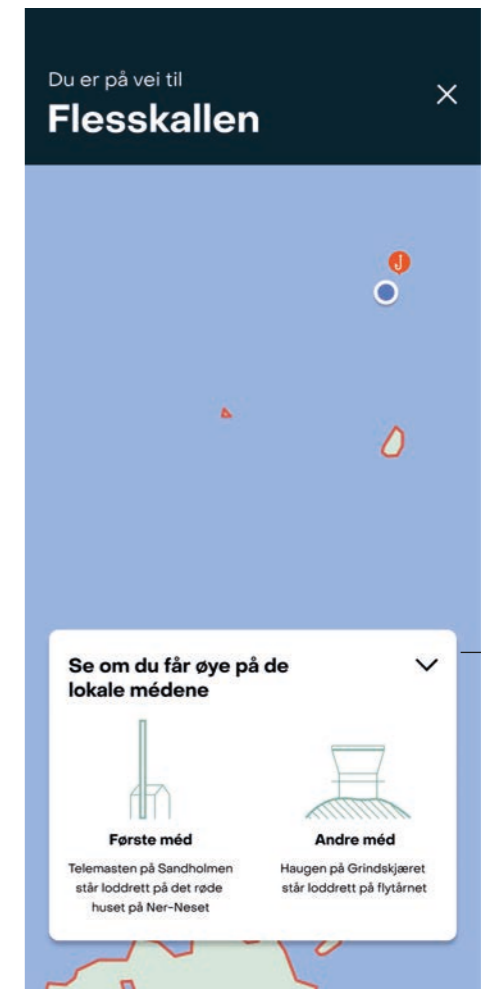 Du er på vei til
Flesskallen
J
Se om du får øye på de
lokale médene
Første méd
Telemasten på Sandholmen
står loddrett på det røde
huset på Ner-Neset
Andre méd
Haugen på Grindskjæret
står loddrett på flytårnet